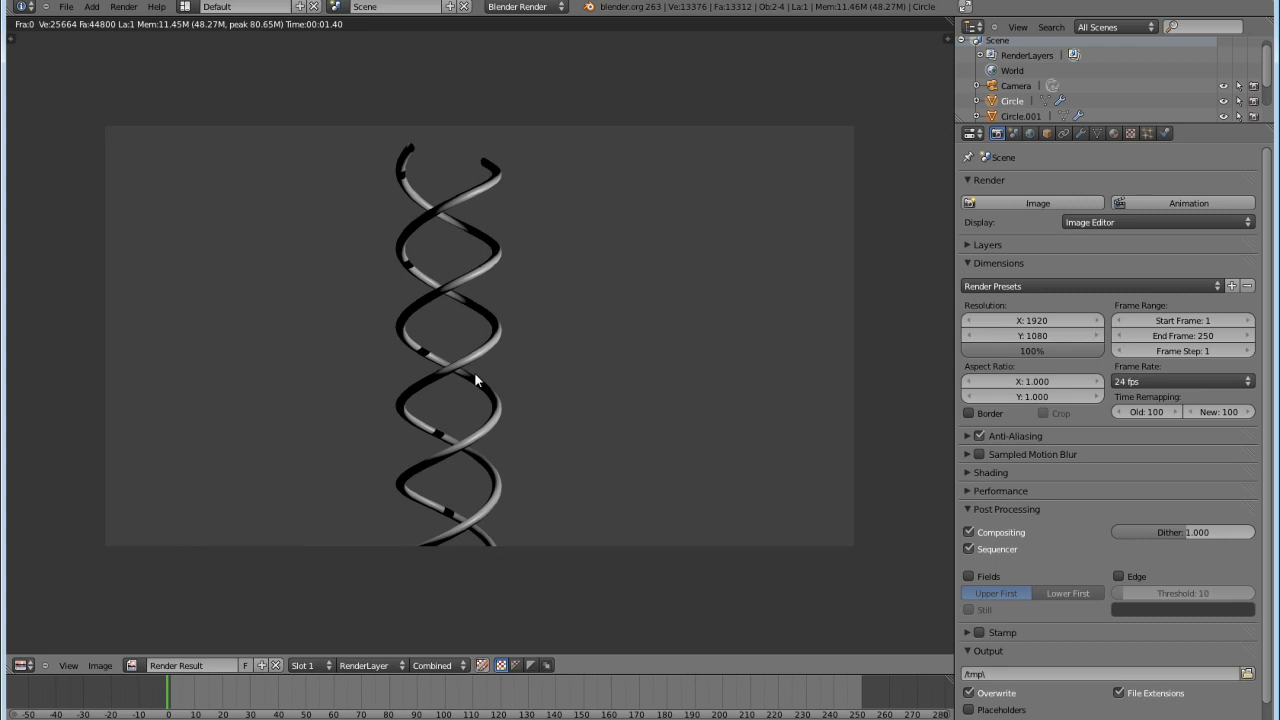 File Add Render Help Default Scene Blender Render blender.org 263 | Ve:13376 | Fa:13312 | Ob:2-4 | La:1 | Mem:11.46M (48.27M) | Circle
Fra:0 Ve:25664 Fa:44800 La:1 Mem:11.45M (48.27M, peak 80.65M) Time:00:01.40
View Search All Scenes
Scene
RenderLayers |
World
Camera |
Circle |
Circle.001 |
Scene
Render
Image Animation
Display: Image Editor
Layers
Dimensions
Render Presets
Resolution: Frame Range:
X: 1920 Start Frame: 1
Y: 1080 End Frame: 250
100% Frame Step: 1
Aspect Ratio: Frame Rate:
X: 1.000 24 fps
Y: 1.000 Time Remapping:
Border Crop Old: 100 New: 100
Anti-Aliasing
Sampled Motion Blur
Shading
Performance
Post Processing
Compositing Dither: 1.000
Sequencer
Fields Edge
Upper First Lower First Threshold: 10
Still
Stamp
Output
/tmp\
Overwrite File Extensions
Placeholders
View Image Render Result F Slot 1 RenderLayer Combined
-50 -40 -30 -20 -10 0 10 20 30 40 50 60 70 80 90 100 110 120 130 140 150 160 170 180 190 200 210 220 230 240 250 260 270 280